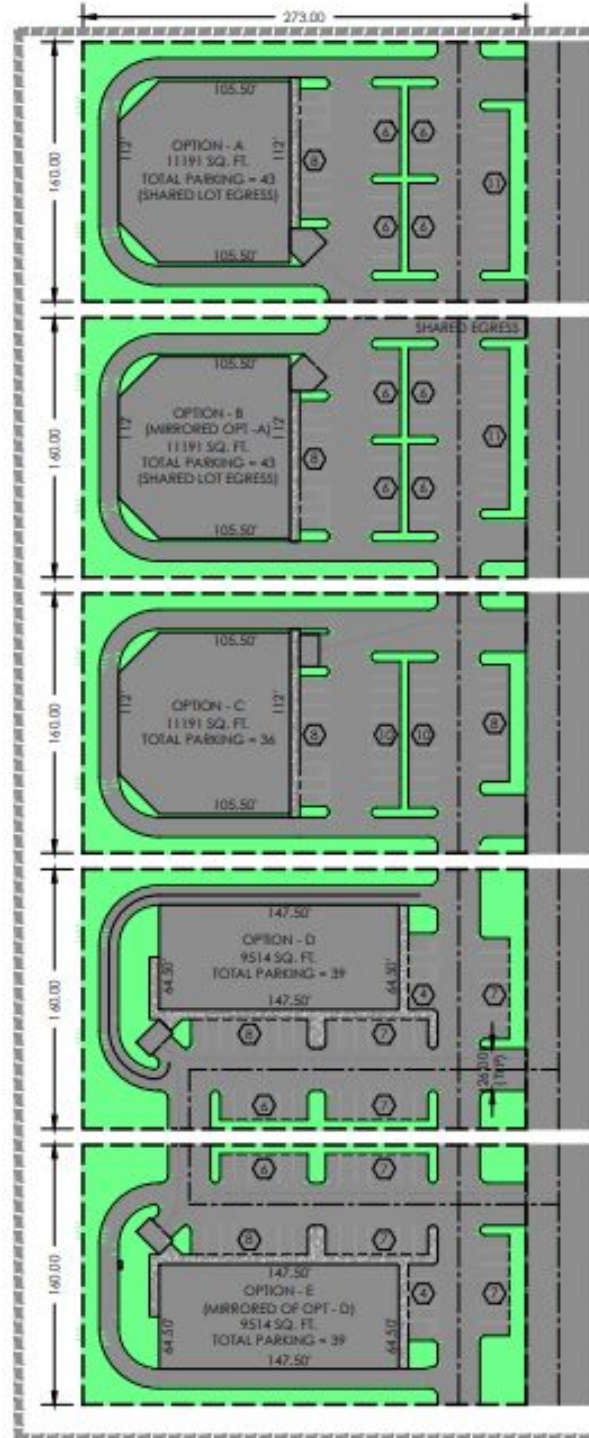 273.00
160.00
105.50'
112'
OPTION - A
11191 SQ. FT.
TOTAL PARKING = 43
(SHARED LOT EGRESS)
112'
105.50'
8
6
6
6
6
11
160.00
SHARED EGRESS
105.50'
112'
OPTION - B
(MIRRORED OPT -A)
11191 SQ. FT.
TOTAL PARKING = 43
(SHARED LOT EGRESS)
112'
105.50'
8
6
6
6
6
11
160.00
105.50'
112'
OPTION - C
11191 SQ. FT.
TOTAL PARKING = 36
112'
105.50'
8
10
10
8
160.00
147.50'
OPTION - D
9514 SQ. FT.
TOTAL PARKING = 39
64.50'
64.50'
147.50'
4
7
8
7
6
7
26.00
(TYP)
160.00
6
7
8
7
147.50'
OPTION - E
(MIRRORED OF OPT - D)
9514 SQ. FT.
TOTAL PARKING = 39
64.50'
64.50'
147.50'
4
7